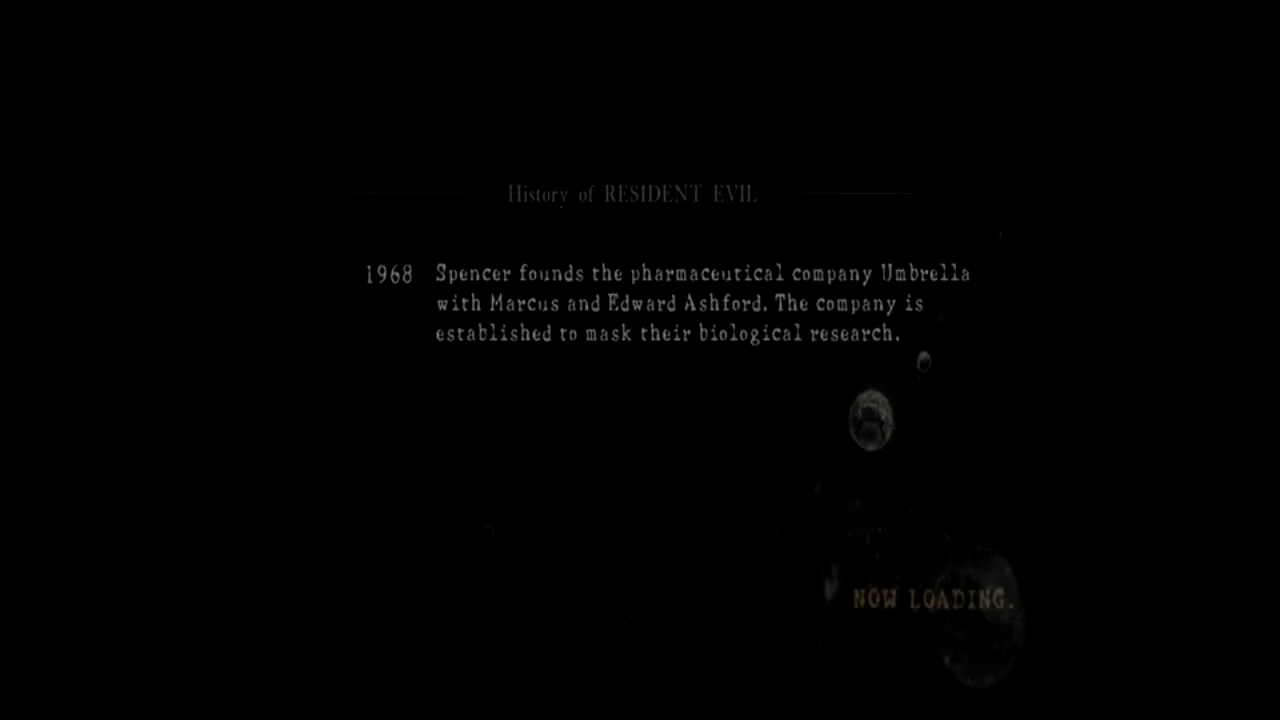 History of RESIDENT EVIL
1968 Spencer founds the pharmaceutical company Umbrella
with Marcus and Edward Ashford. The company is
established to mask their biological research.
NOW LOADING.